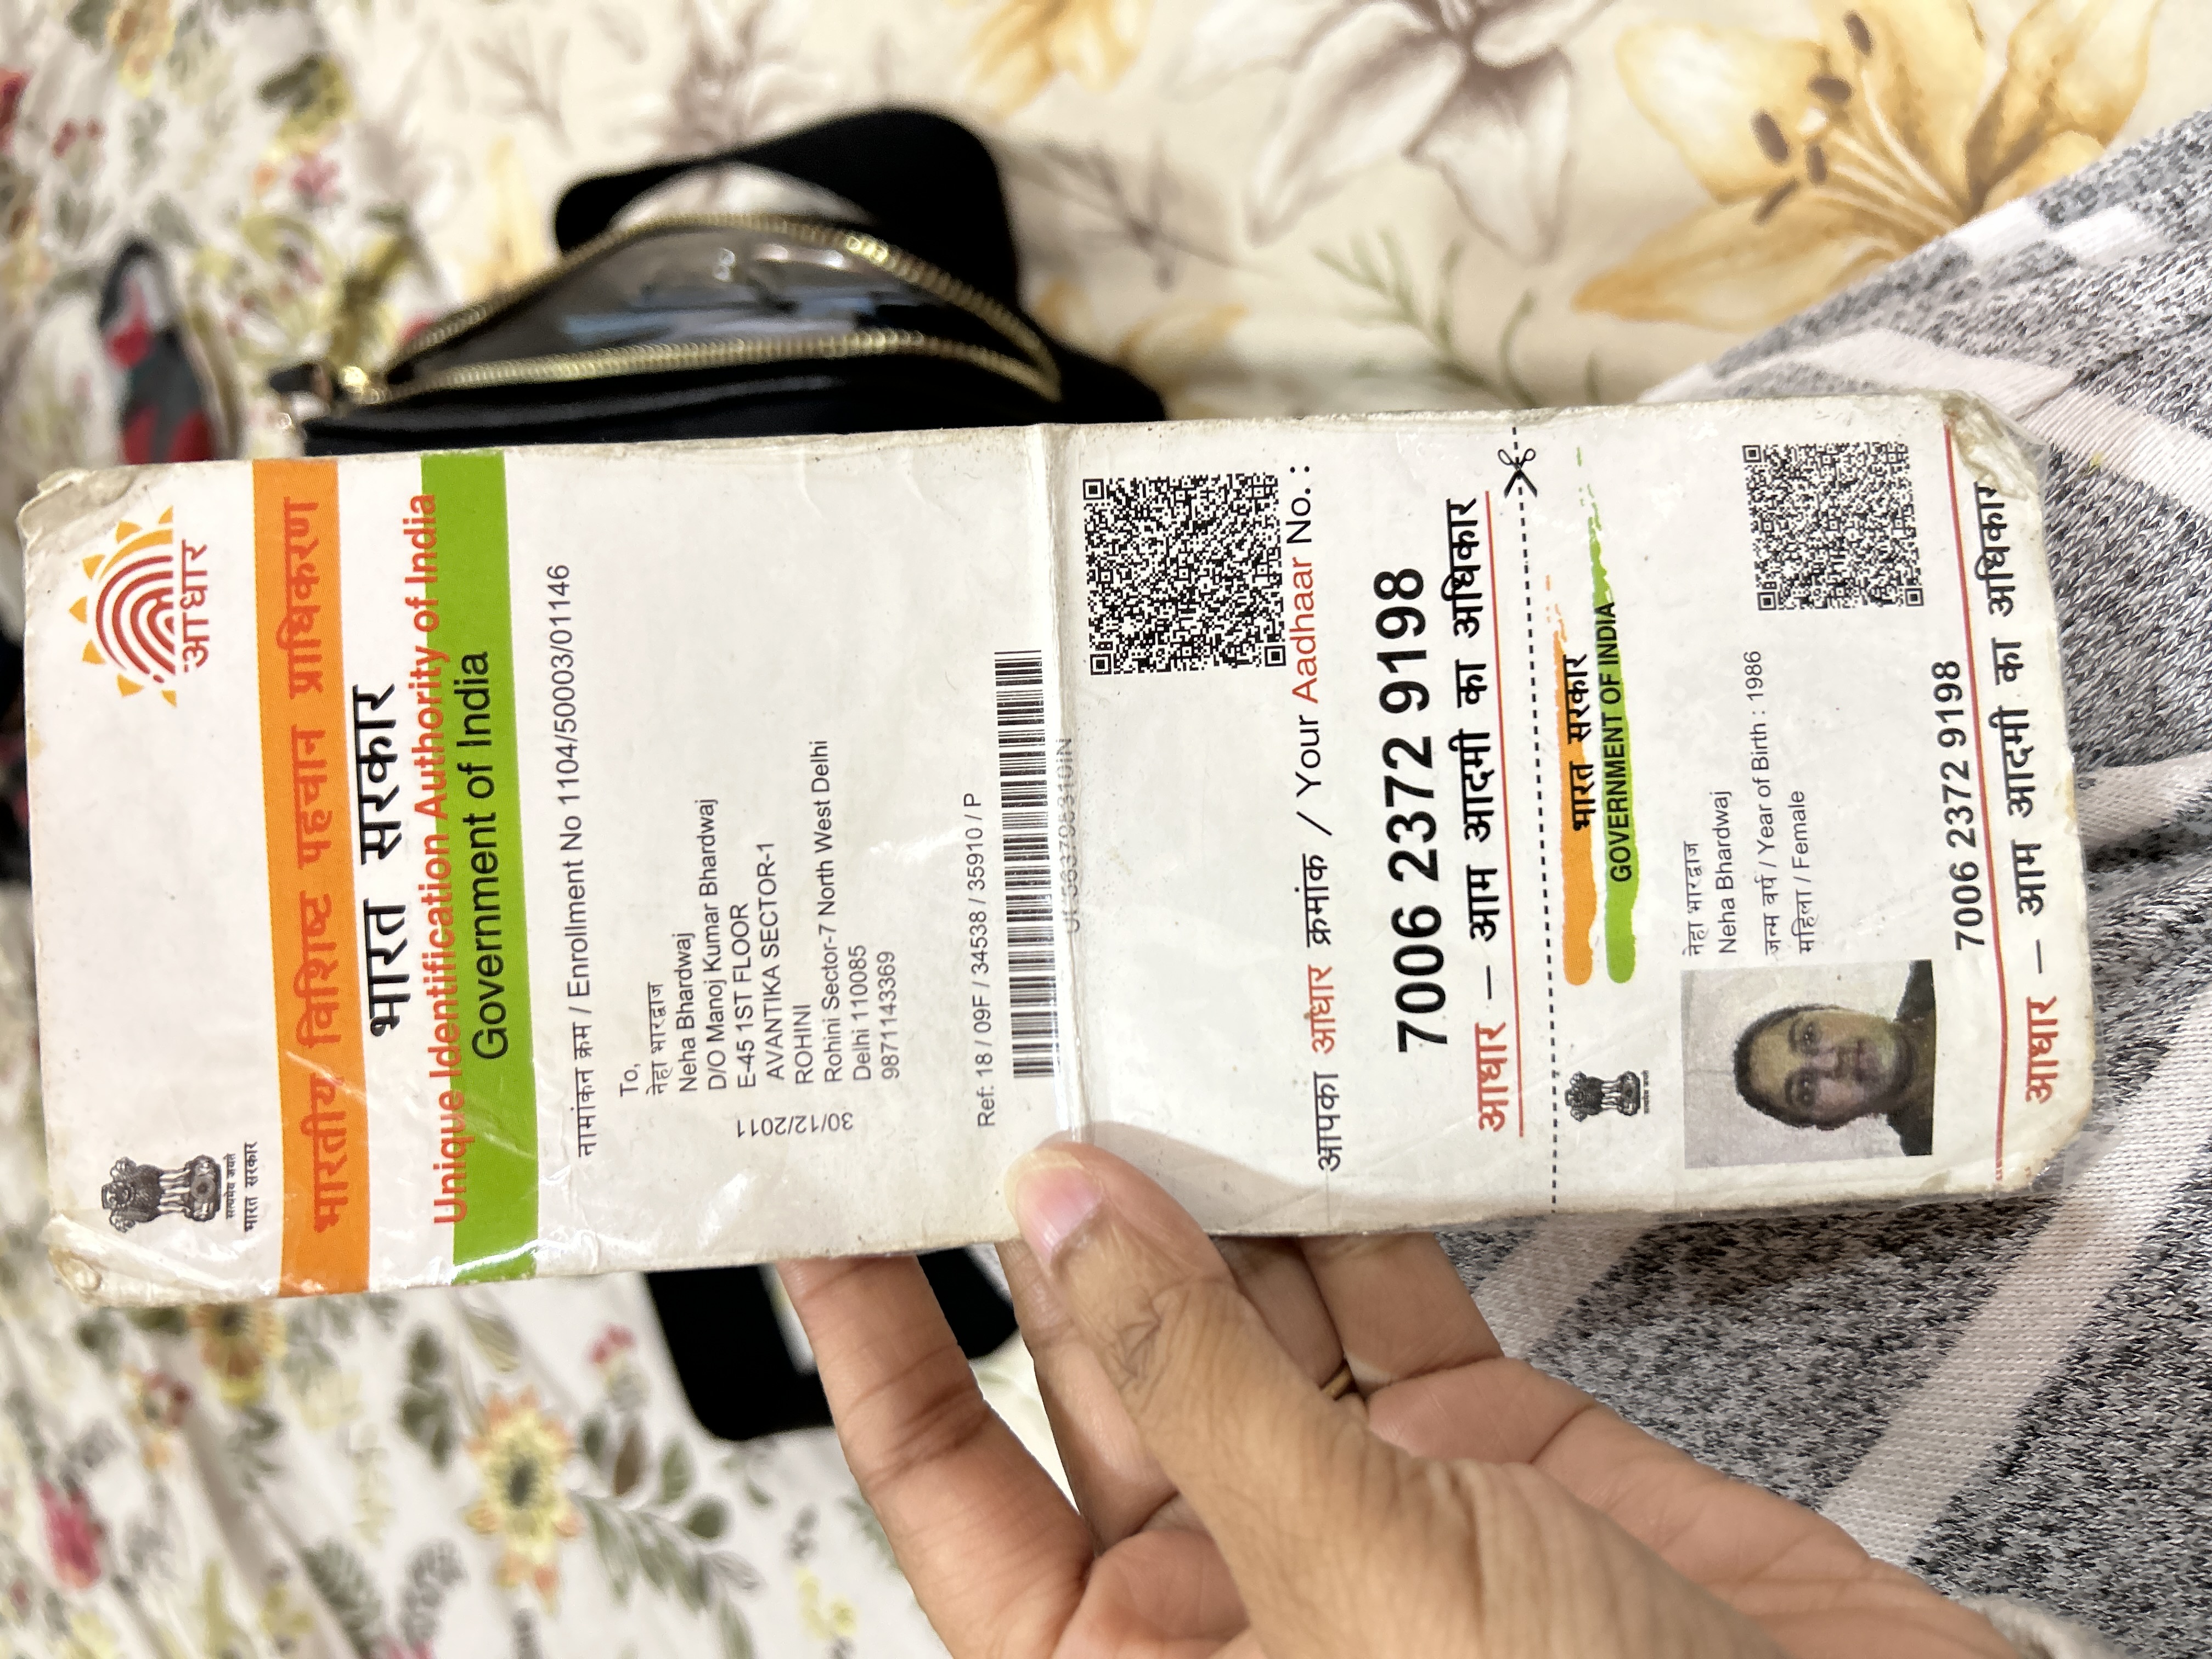 सत्यमेव जयते
भारत सरकार
आधार
भारतीय विशिष्ट पहचान प्राधिकरण
भारत सरकार
Unique Identification Authority of India
Government of India
नामांकन क्रम / Enrollment No 1104/50003/01146
To,
नेहा भारद्वाज
Neha Bhardwaj
D/O Manoj Kumar Bhardwaj
E-45 1ST FLOOR
AVANTIKA SECTOR-1
ROHINI
Rohini Sector-7 North West Delhi
Delhi 110085
9871143369
30/12/2011
Ref: 18 / 09F / 34538 / 35910 / P
आपका आधार क्रमांक / Your Aadhaar No. :
7006 2372 9198
आधार – आम आदमी का अधिकार
भारत सरकार
GOVERNMENT OF INDIA
नेहा भारद्वाज
Neha Bhardwaj
जन्म वर्ष / Year of Birth : 1986
महिला / Female
7006 2372 9198
आधार – आम आदमी का अधिकार